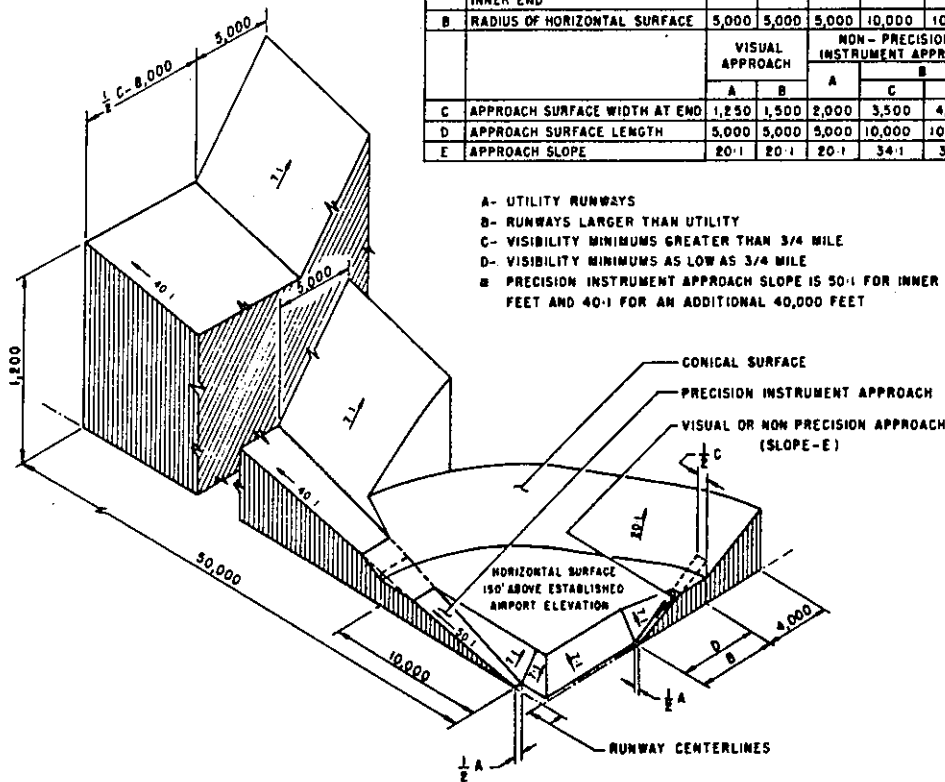 INNER END
B RADIUS OF HORIZONTAL SURFACE 5,000 5,000 5,000 10,000 10
VISUAL APPROACH
NON-PRECISION
INSTRUMENT APPR
A B A B
C
C APPROACH SURFACE WIDTH AT END 1,250 1,500 2,000 3,500 4,
D APPROACH SURFACE LENGTH 5,000 5,000 5,000 10,000 10
E APPROACH SLOPE 20:1 20:1 20:1 34:1 3
A- UTILITY RUNWAYS
B- RUNWAYS LARGER THAN UTILITY
C- VISIBILITY MINIMUMS GREATER THAN 3/4 MILE
D- VISIBILITY MINIMUMS AS LOW AS 3/4 MILE
PRECISION INSTRUMENT APPROACH SLOPE IS 50:1 FOR INNER
FEET AND 40:1 FOR AN ADDITIONAL 40,000 FEET
5,000
1/2 C-8,000
7:1
40:1
5,000
1,200
7:1
40:1
CONICAL SURFACE
PRECISION INSTRUMENT APPROACH
VISUAL OR NON PRECISION APPROACH
(SLOPE-E)
1/2 C
20:1
HORIZONTAL SURFACE
150' ABOVE ESTABLISHED
AIRPORT ELEVATION
50,000
50:1
7:1
7:1
7:1
7:1
10,000
4,000
D
B
1/2 A
1/2 A
RUNWAY CENTERLINES